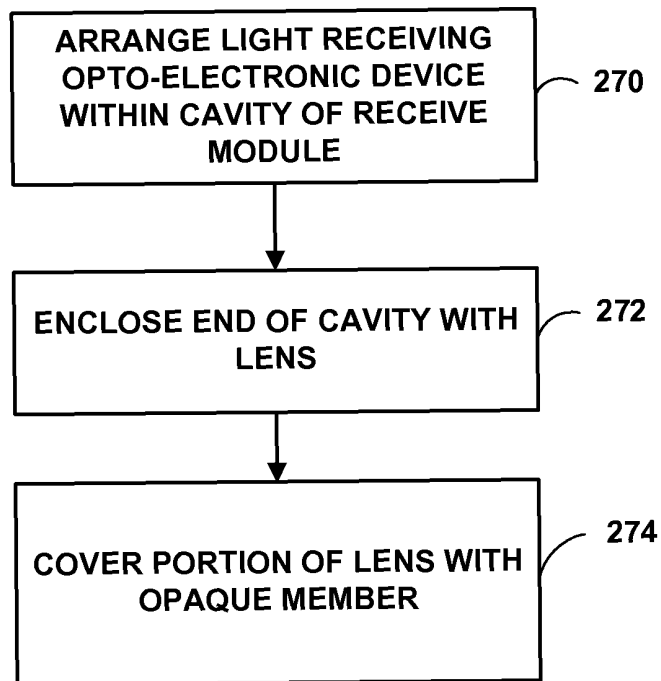 ARRANGE LIGHT RECEIVING
OPTO-ELECTRONIC DEVICE
WITHIN CAVITY OF RECEIVE
MODULE
270
ENCLOSE END OF CAVITY WITH
LENS
272
COVER PORTION OF LENS WITH
OPAQUE MEMBER
274